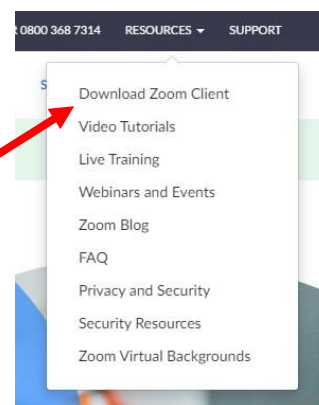 0800 368 7314 RESOURCES SUPPORT
S
Download Zoom Client
Video Tutorials
Live Training
Webinars and Events
Zoom Blog
FAQ
Privacy and Security
Security Resources
Zoom Virtual Backgrounds